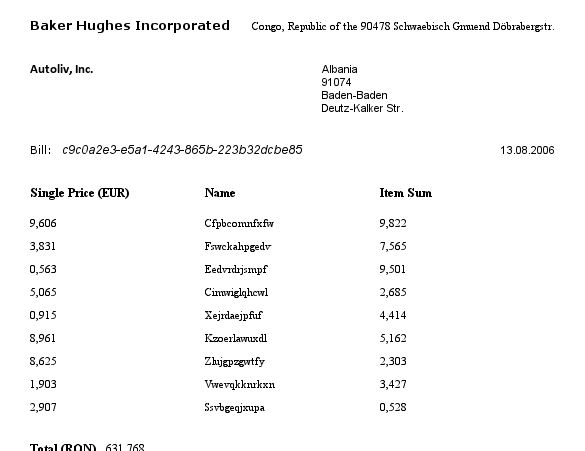 Baker Hughes Incorporated Congo, Republic of the 90478 Schwaebisch Gmuend Döbrabergstr.
Autoliv, Inc. Albania
91074
Baden-Baden
Deutz-Kalker Str.
Bill: c9c0a2e3-e5a1-4243-865b-223b32dcbe85 13.08.2006
Single Price (EUR) Name Item Sum
9,606 Cfpbcomnfxfw 9,822
3,831 Fswckahpgedv 7,565
0,563 Eedvrdrjsmpf 9,501
5,065 Cimwiglqhcwl 2,685
0,915 Xejrdaejpfuf 4,414
8,961 Kzoerlawuxdl 5,162
8,625 Zlujgpzgwtfy 2,303
1,903 Vwevqkknrkxn 3,427
2,907 Ssvbgeqjxupa 0,528
Total (RON) 631,768